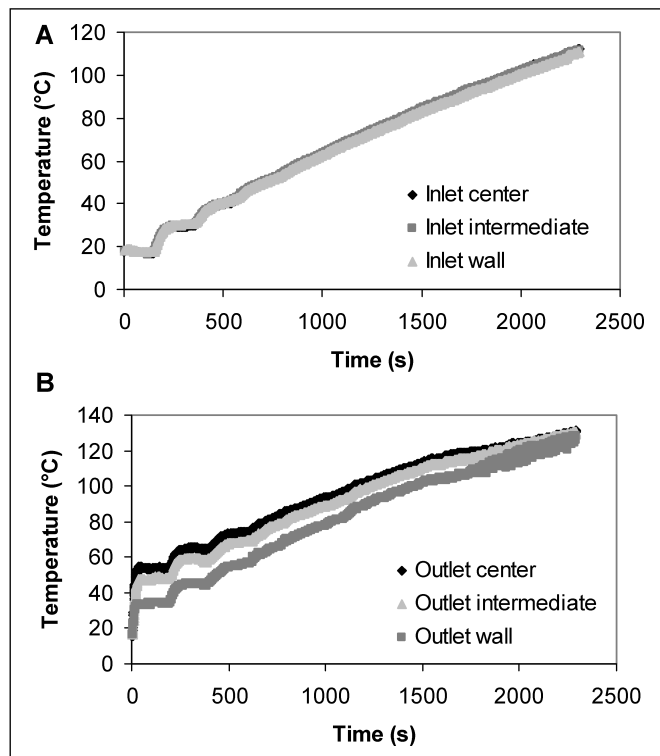 A
120
100
80
60
40
20
0
Temperature (°C)
Inlet center
Inlet intermediate
Inlet wall
0 500 1000 1500 2000 2500
Time (s)
B
140
120
100
80
60
40
20
0
Temperature (°C)
Outlet center
Outlet intermediate
Outlet wall
0 500 1000 1500 2000 2500
Time (s)